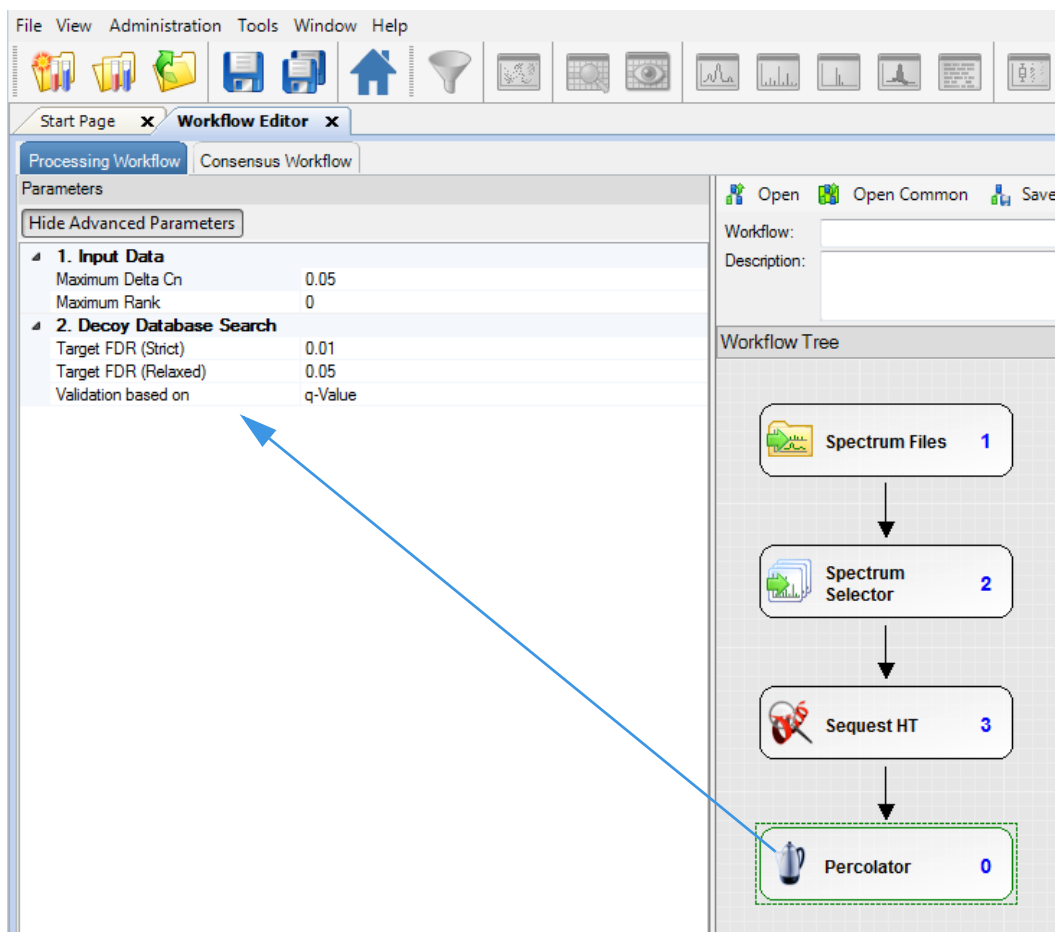 File View Administration Tools Window Help
Start Page x Workflow Editor x
Processing Workflow Consensus Workflow
Parameters
Hide Advanced Parameters
1. Input Data
Maximum Delta Cn 0.05
Maximum Rank 0
2. Decoy Database Search
Target FDR (Strict) 0.01
Target FDR (Relaxed) 0.05
Validation based on q-Value
Open Open Common Save
Workflow:
Description:
Workflow Tree
Spectrum Files 1
Spectrum
Selector 2
Sequest HT 3
Percolator 0